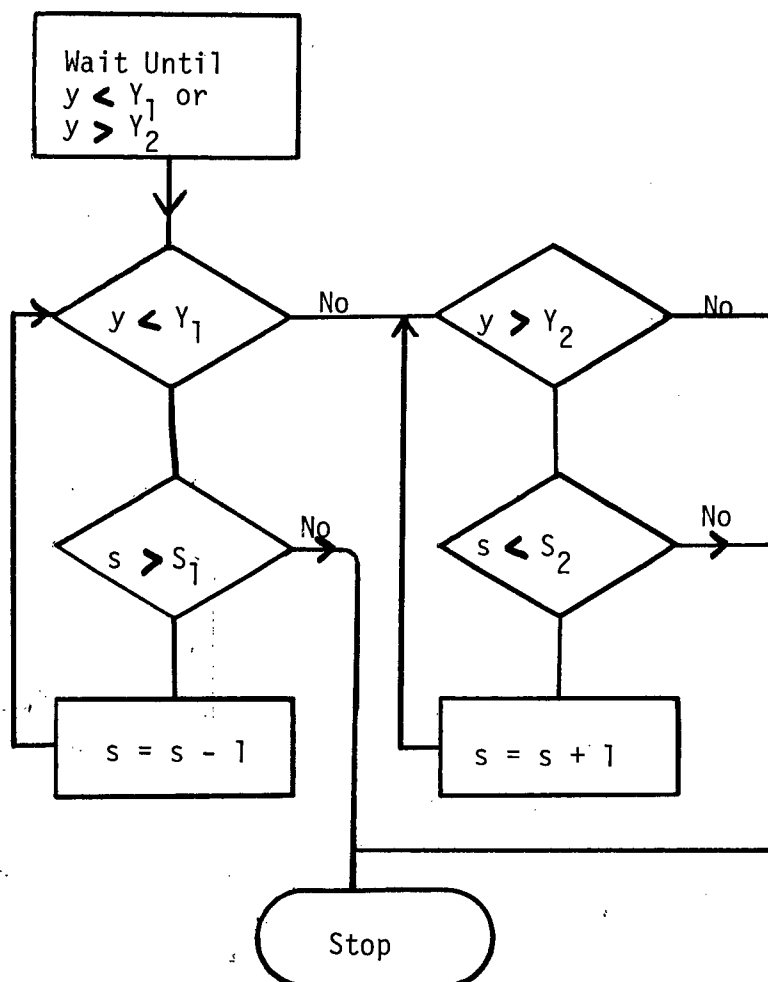 Wait Until
y < Y1 or
y > Y2
y < Y1
No
y > Y2
No
s > S1
No
s < S2
No
s = s - 1
s = s + 1
Stop